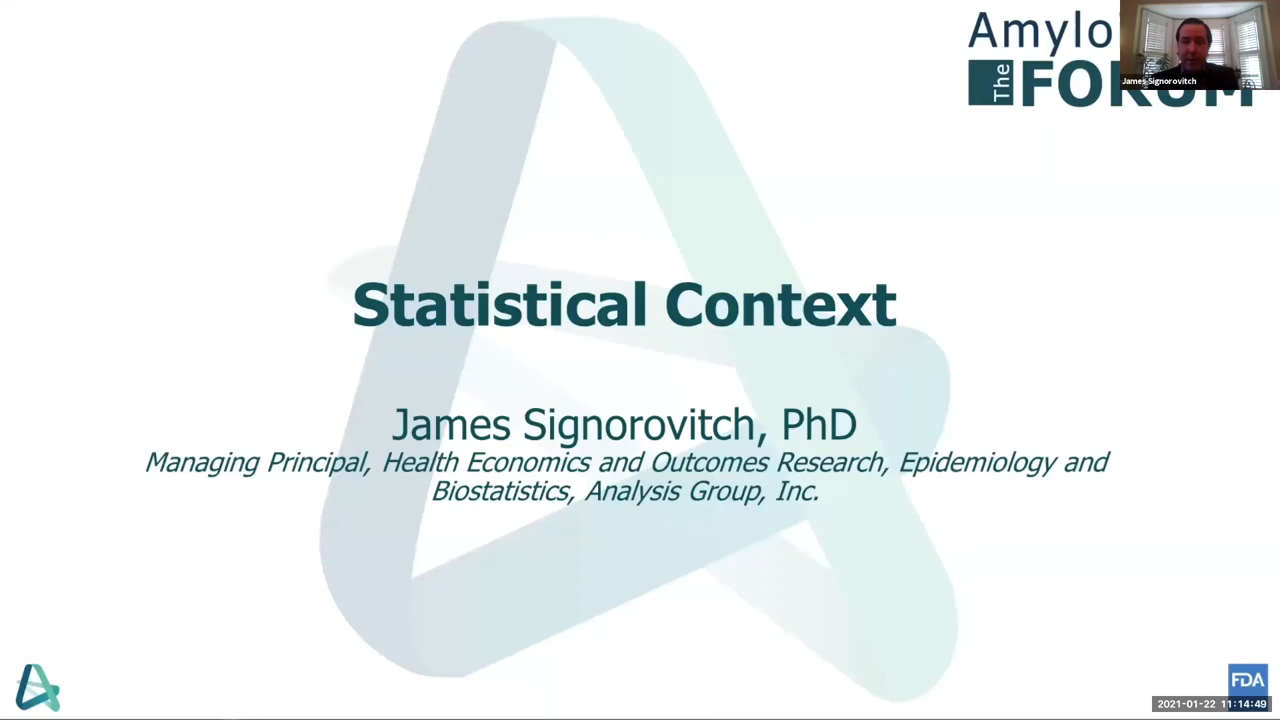 Amylo
The FORUM
James Signorovitch
Statistical Context
James Signorovitch, PhD
Managing Principal, Health Economics and Outcomes Research, Epidemiology and
Biostatistics, Analysis Group, Inc.
FDA
2021-01-22 11:14:49